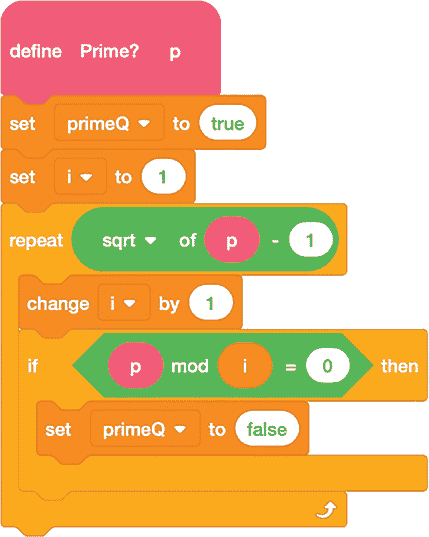 define Prime? p
set primeQ to true
set i to 1
repeat sqrt of p - 1
change i by 1
if p mod i = 0 then
set primeQ to false